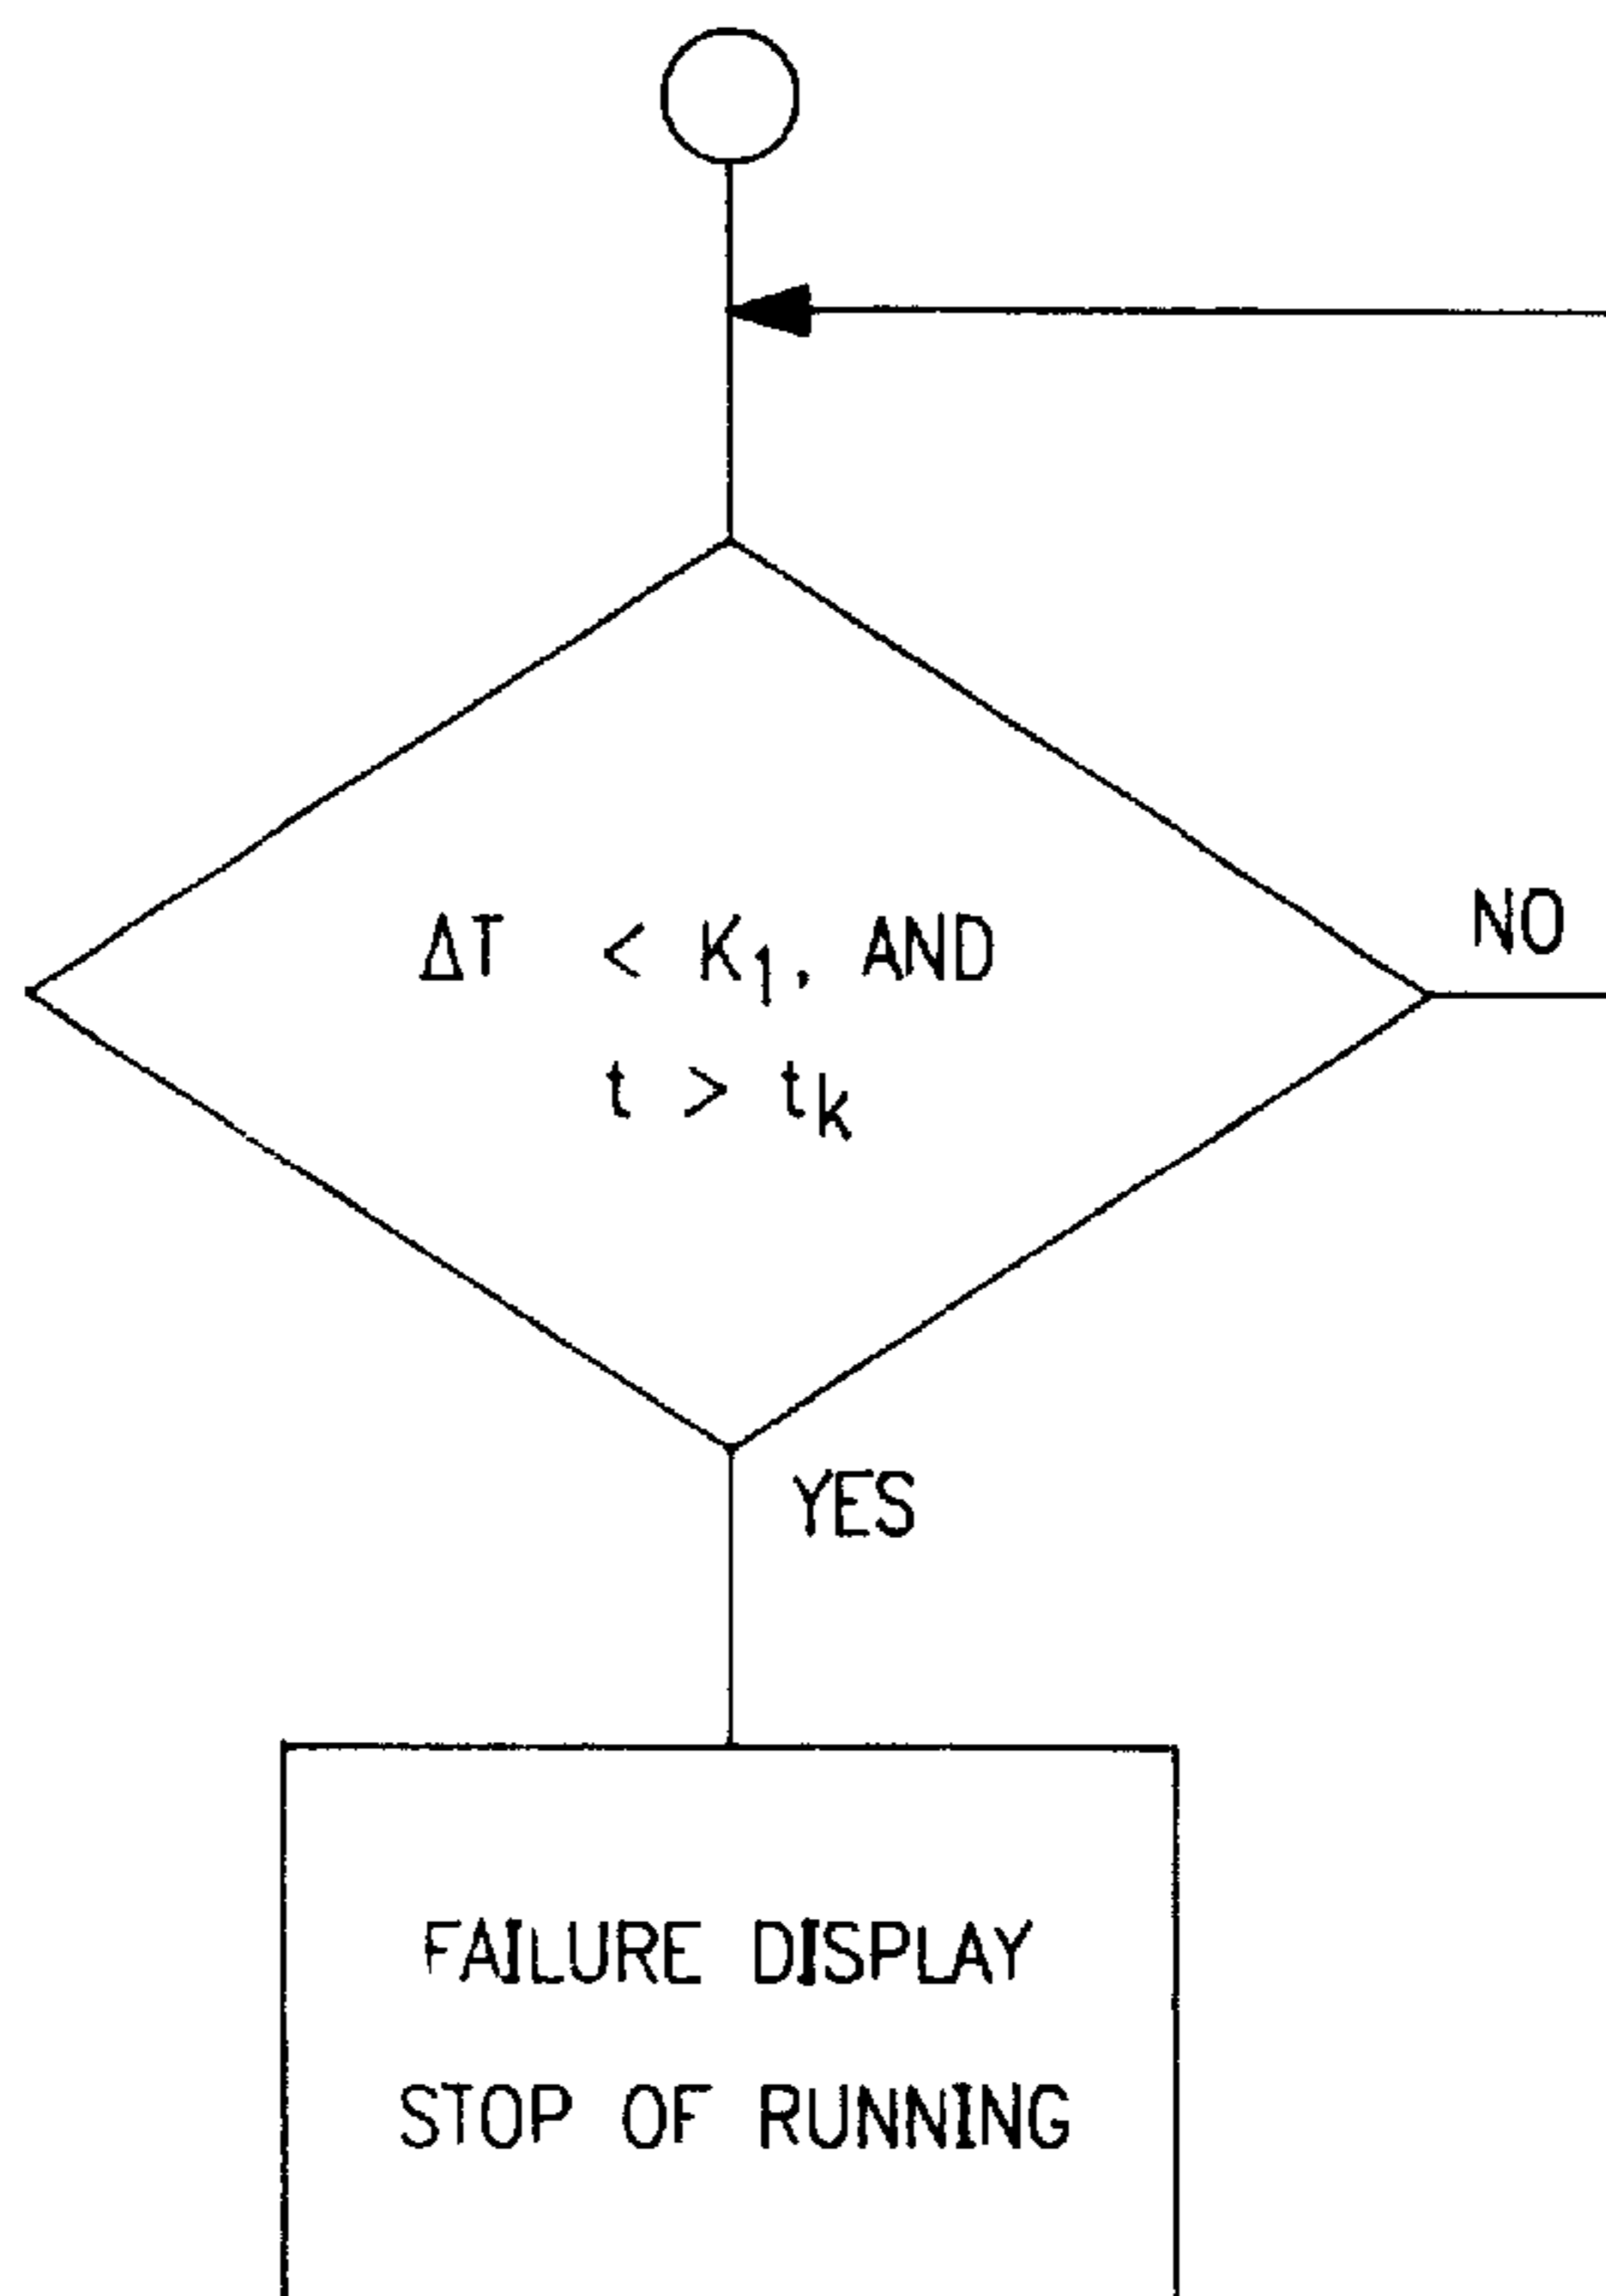 ΔT < K₁, AND
NO
t > tₖ
YES
FAILURE DISPLAY
STOP OF RUNNING